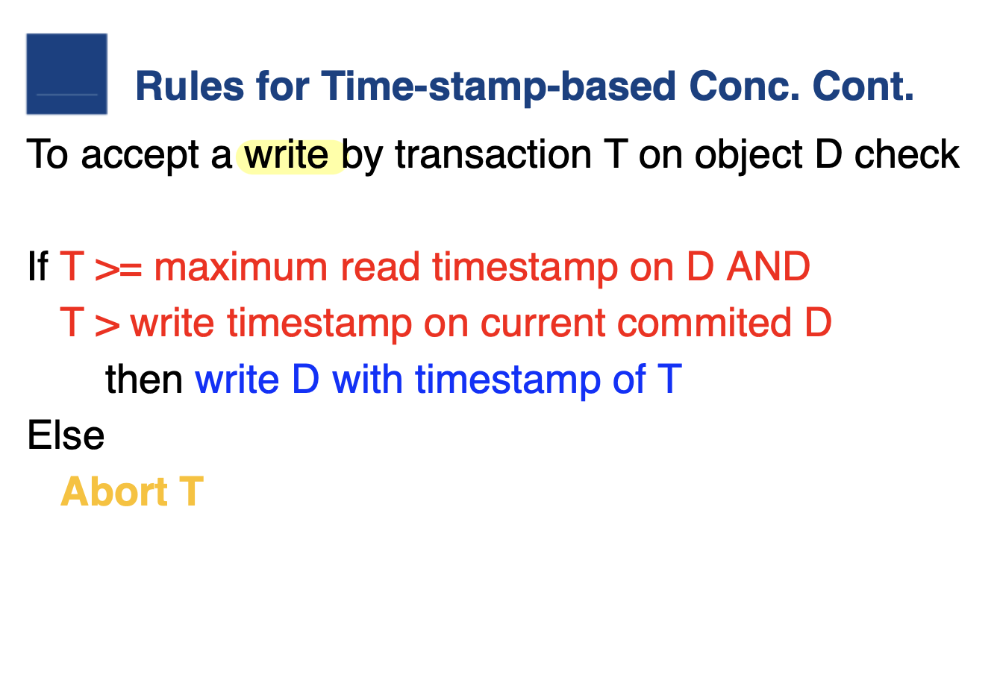 Rules for Time-stamp-based Conc. Cont.
To accept a write by transaction T on object D check
If T >= maximum read timestamp on D AND
T > write timestamp on current commited D
then write D with timestamp of T
Else
Abort T